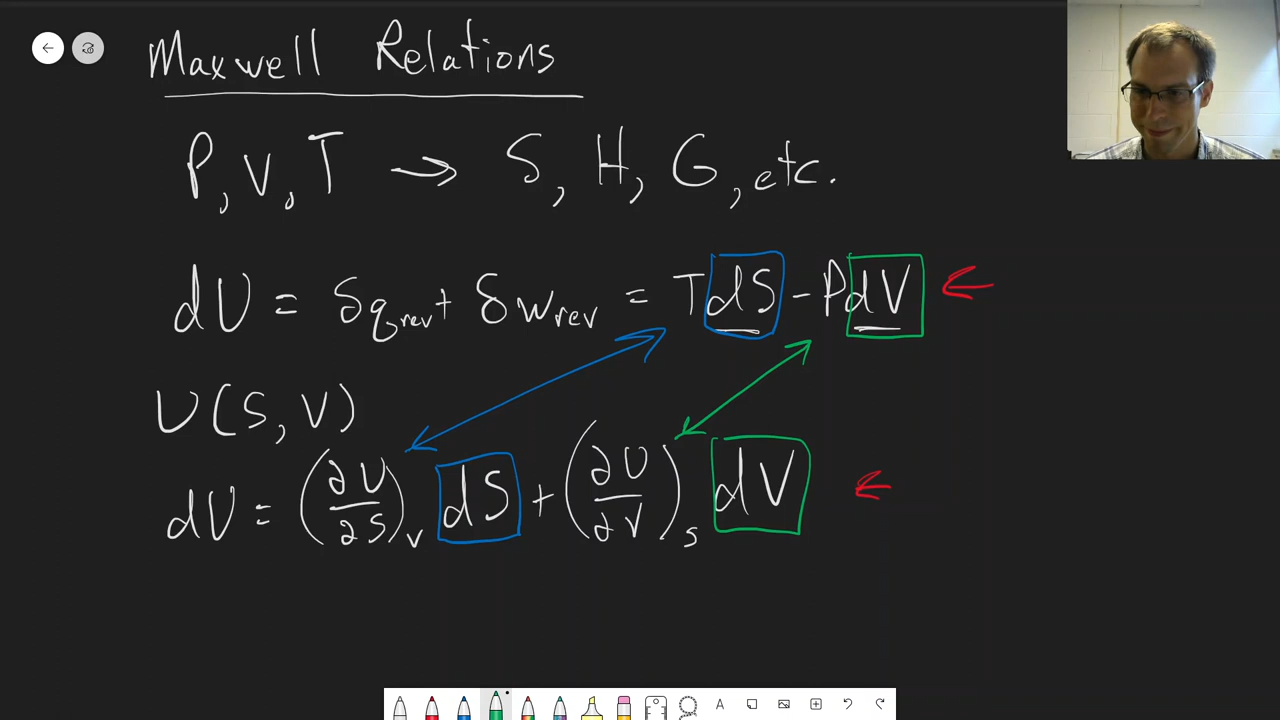 Maxwell Relations
P, V, T → S, H, G, etc.
dU = δq_rev + δw_rev = TdS - PdV ←
U(S, V)
dU = (∂U/∂S)_V dS + (∂U/∂V)_S dV ←
A